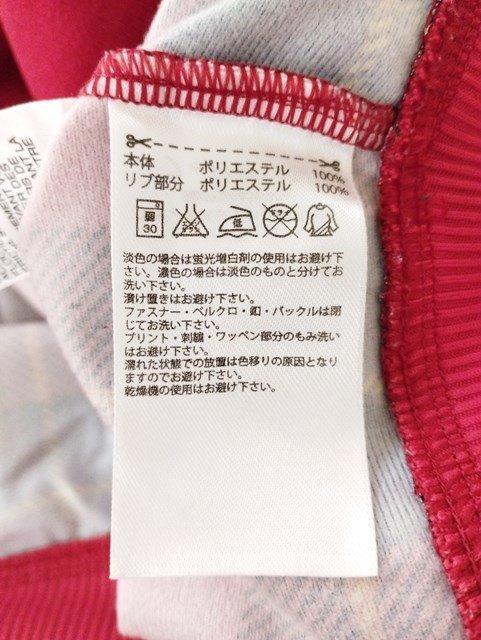 本体 ポリエステル 100%
リブ部分 ポリエステル 100%
弱
30
淡色の場合は蛍光増白剤の使用はお避け下
さい。濃色の場合は淡色のものと分けてお
洗い下さい。
漬け置きはお避け下さい。
ファスナー・ベルクロ・釦・バックルは閉
じてお洗い下さい。
プリント・刺繍・ワッペン部分のもみ洗い
はお避け下さい。
濡れた状態での放置は色移りの原因となり
ますのでお避け下さい。
乾燥機の使用はお避け下さい。